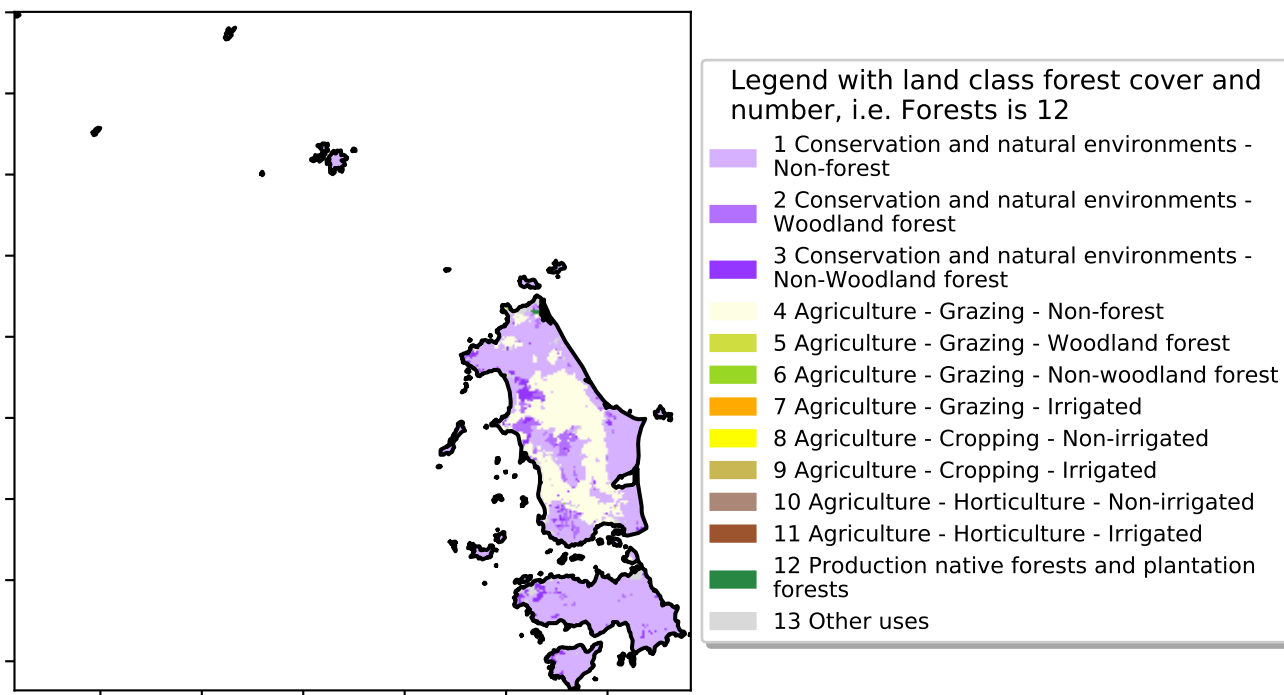 Legend with land class forest cover and
number, i.e. Forests is 12
1 Conservation and natural environments -
Non-forest
2 Conservation and natural environments -
Woodland forest
3 Conservation and natural environments -
Non-Woodland forest
4 Agriculture - Grazing - Non-forest
5 Agriculture - Grazing - Woodland forest
6 Agriculture - Grazing - Non-woodland forest
7 Agriculture - Grazing - Irrigated
8 Agriculture - Cropping - Non-irrigated
9 Agriculture - Cropping - Irrigated
10 Agriculture - Horticulture - Non-irrigated
11 Agriculture - Horticulture - Irrigated
12 Production native forests and plantation
forests
13 Other uses